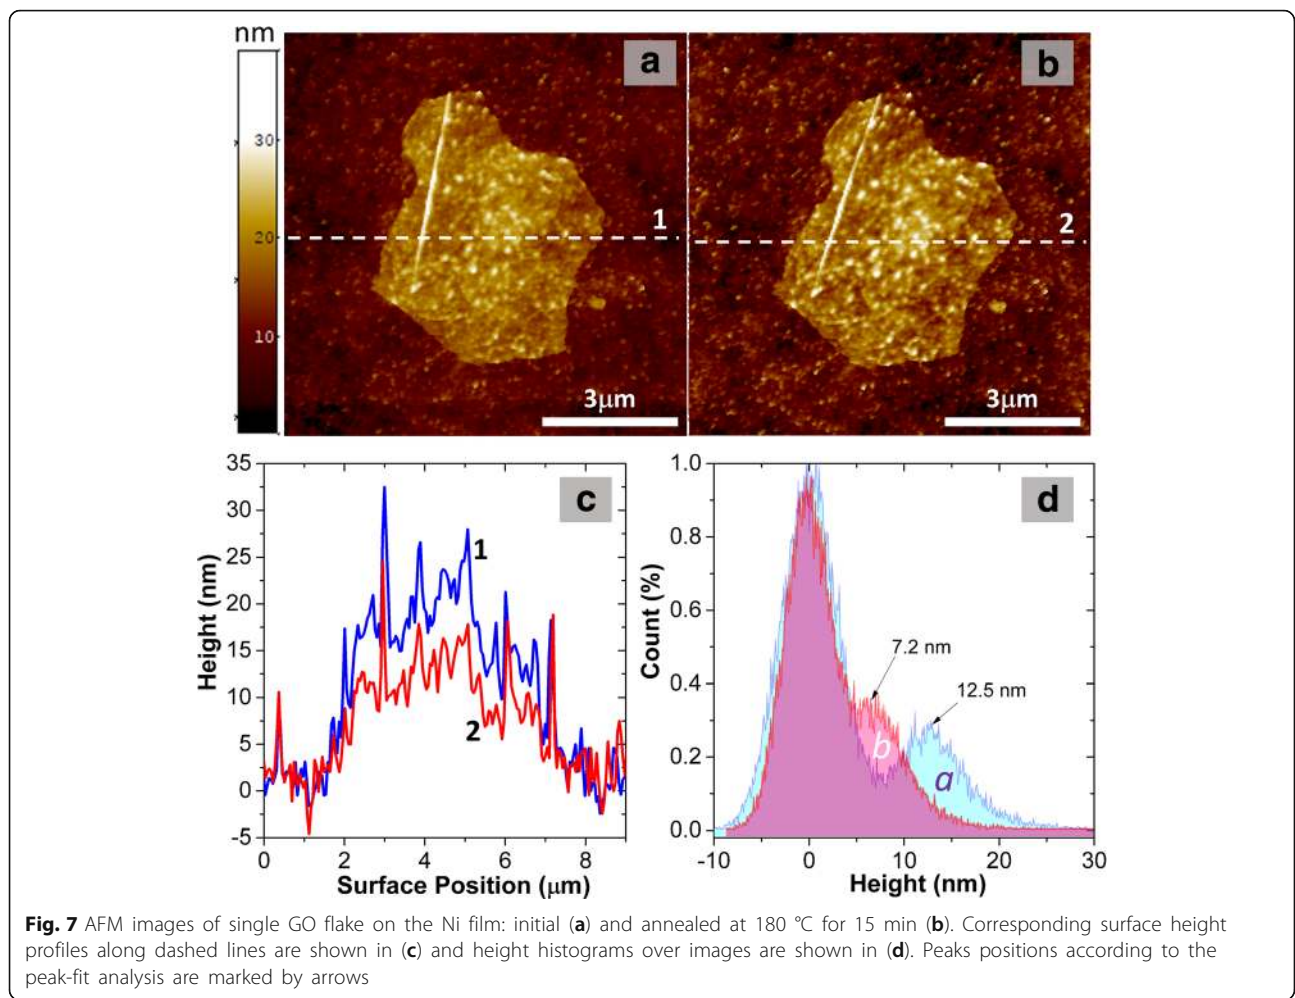 nm
a
b
30
20
10
1
2
3μm
3μm
35
30
25
20
15
10
5
0
-5
0
2
4
6
8
Height (nm)
Surface Position (μm)
c
1
2
1.0
0.8
0.6
0.4
0.2
0.0
-10
0
10
20
30
Count (%)
Height (nm)
d
7.2 nm
12.5 nm
b
a
Fig. 7 AFM images of single GO flake on the Ni film: initial (a) and annealed at 180 °C for 15 min (b). Corresponding surface height
profiles along dashed lines are shown in (c) and height histograms over images are shown in (d). Peaks positions according to the
peak-fit analysis are marked by arrows